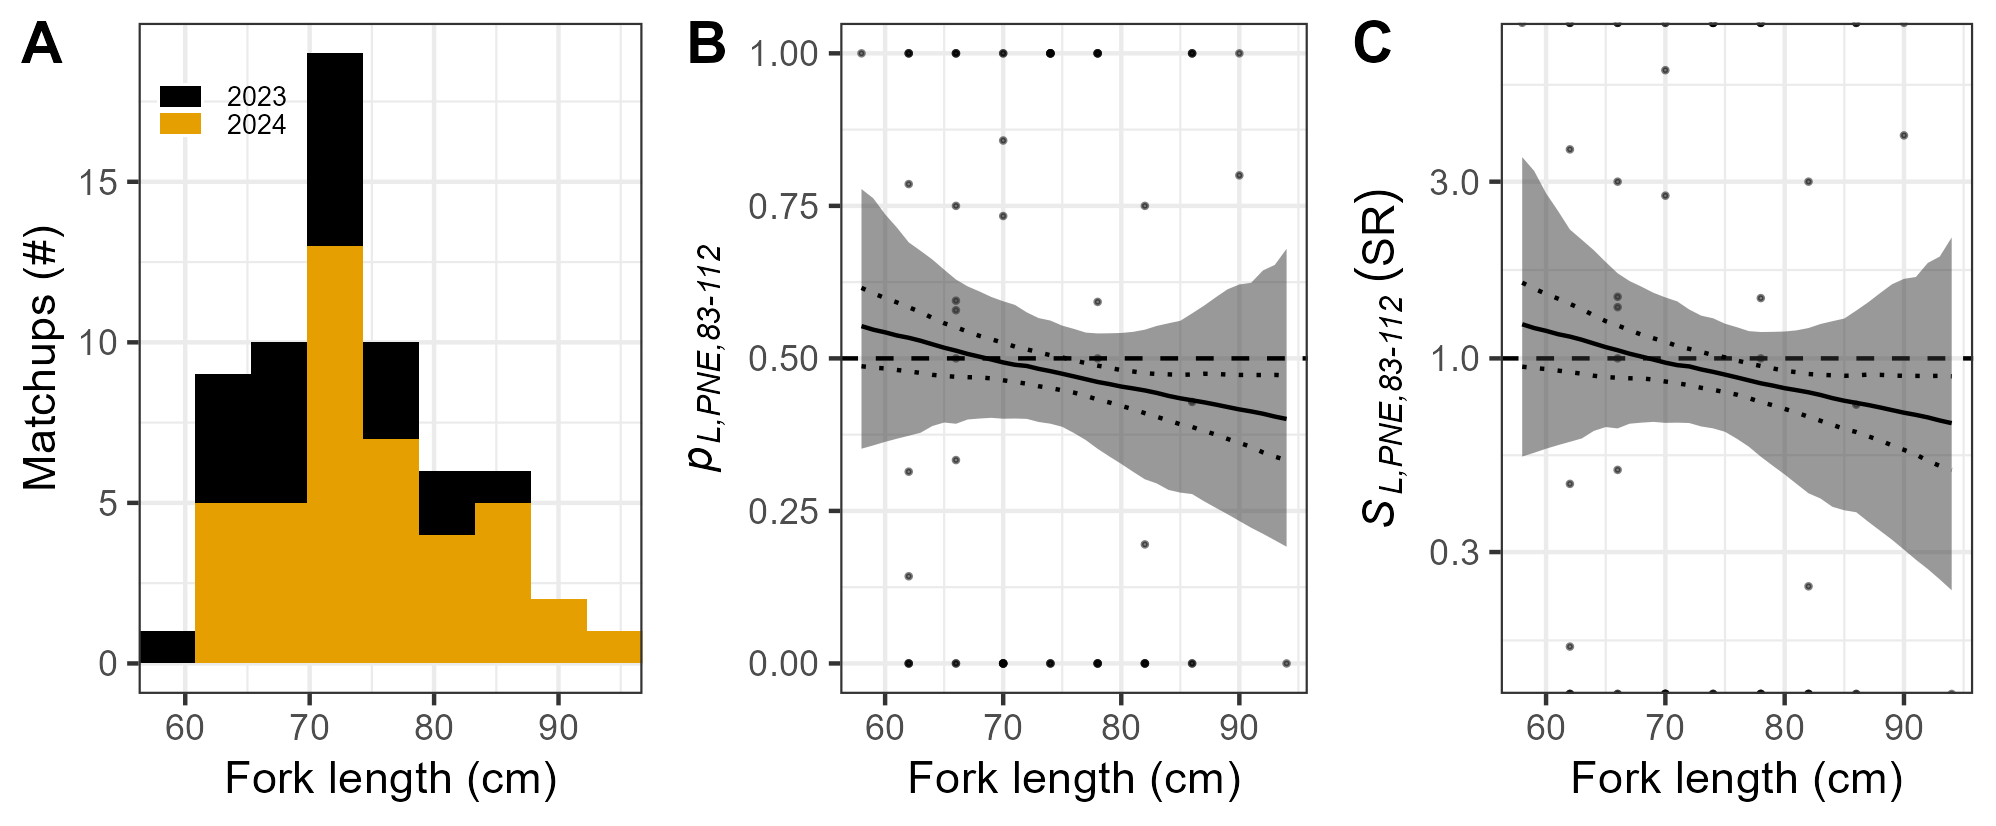 A
2023
2024
15
10
5
0
60 70 80 90
Fork length (cm)
Matchups (#)
B
1.00
0.75
0.50
0.25
0.00
60 70 80 90
Fork length (cm)
p L,PNE,83-112
C
3.0
1.0
0.3
60 70 80 90
Fork length (cm)
S L,PNE,83-112 (SR)